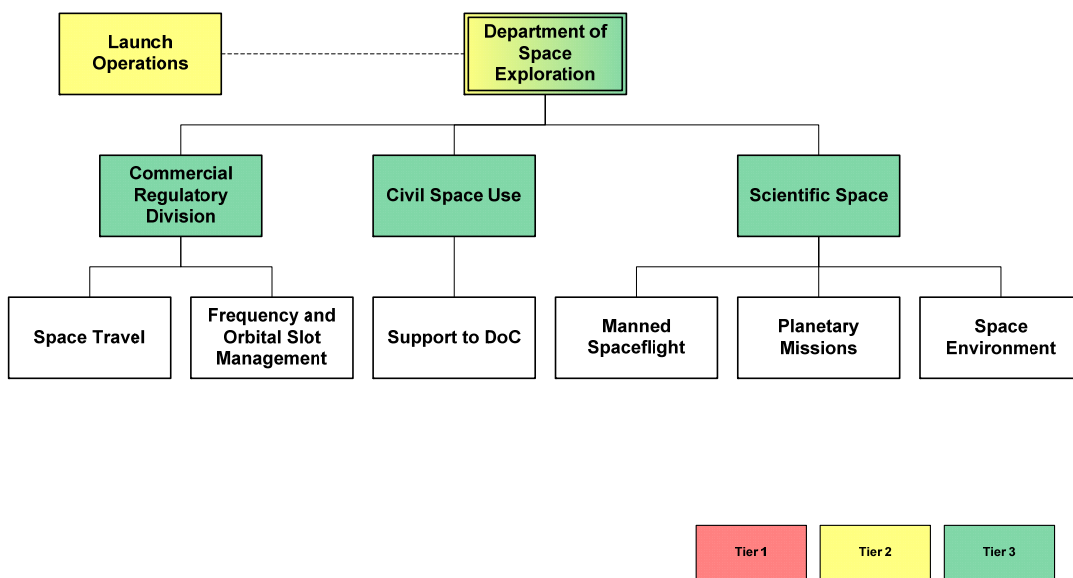 Launch
Operations
Department of
Space
Exploration
Commercial
Regulatory
Division
Civil Space Use
Scientific Space
Space Travel
Frequency and
Orbital Slot
Management
Support to DoC
Manned
Spaceflight
Planetary
Missions
Space
Environment
Tier 1
Tier 2
Tier 3